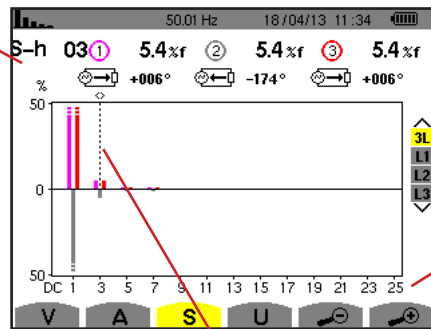 50.01 Hz 18/04/13 11:34
S-h 03 1 5.4%f 2 5.4%f 3 5.4%f
+006° -174° +006°
%
50
0
50
3L
L1
L2
L3
DC 1 3 5 7 9 11 13 15 17 19 21 23 25
V A S U